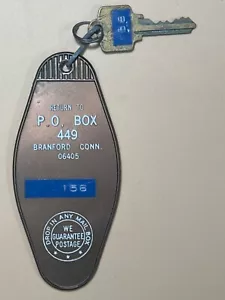 RETURN TO
P.O. BOX
449
BRANFORD CONN.
06405
156
DROP IN ANY MAIL BOX
WE
GUARANTEE
POSTAGE